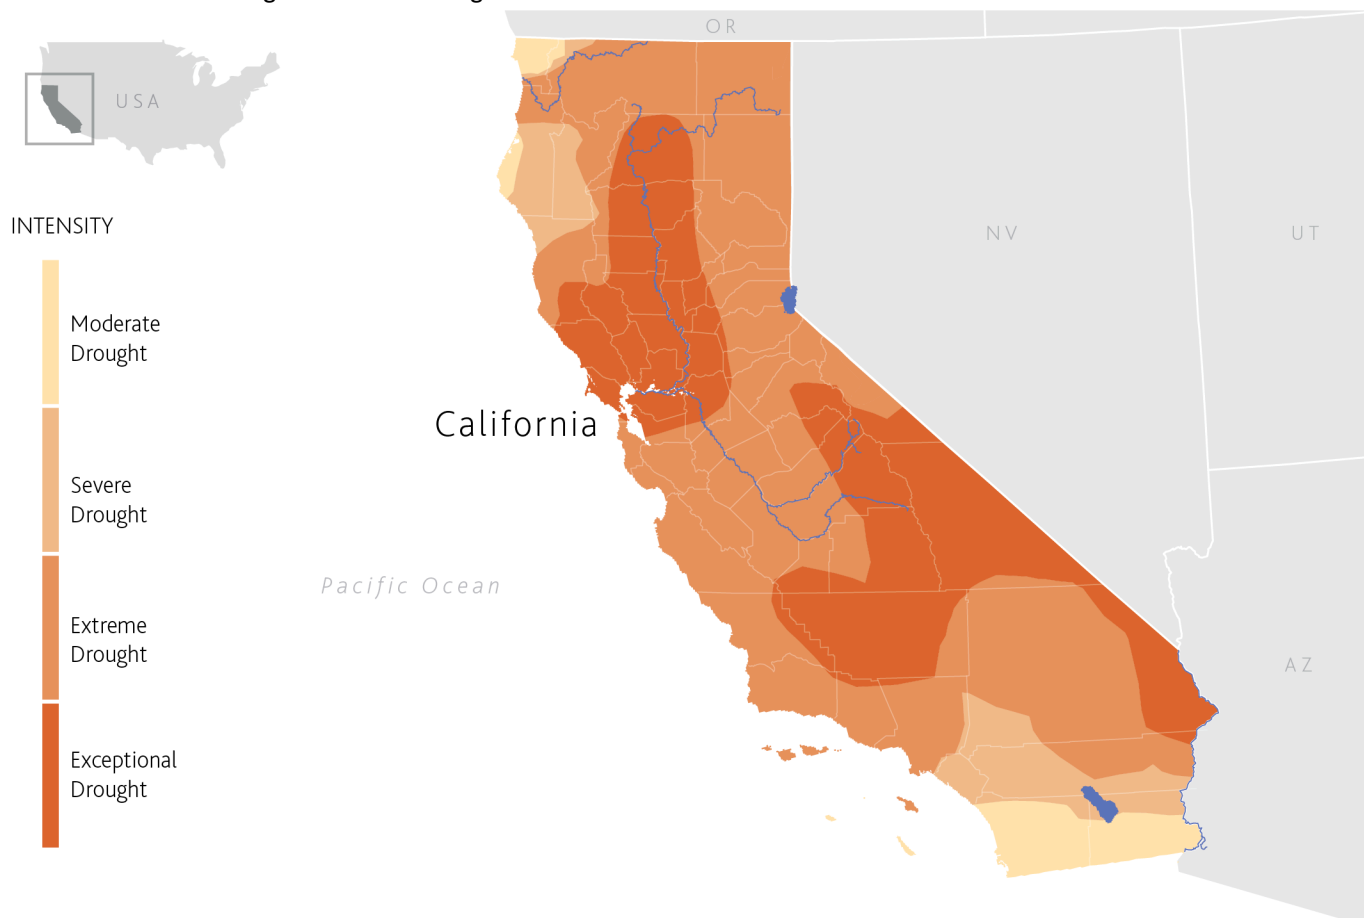 OR
USA
INTENSITY
NV
UT
Moderate
Drought
California
Severe
Drought
Pacific Ocean
Extreme
Drought
AZ
Exceptional
Drought